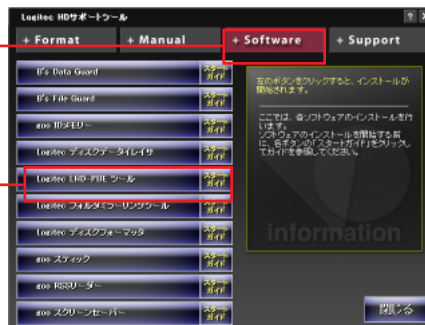 Logitec HDサポートツール
+ Format
+ Manual
+ Software
+ Support
B's Data Guard
スタートガイド
B's File Guard
スタートガイド
goo IDメモリー
スタートガイド
Logitec ディスクデータイレイサ
スタートガイド
Logitec LHD-PBE ツール
スタートガイド
Logitec フォルダミラーリングツール
スタートガイド
Logitec ディスクフォーマッタ
スタートガイド
goo スティック
スタートガイド
goo RSSリーダー
スタートガイド
goo スクリーンセーバー
スタートガイド
左のボタンをクリックすると、インストールが
開始されます。
ここでは、各ソフトウェアのインストールを行
います。
ソフトウェアのインストールを開始する前
に、各ボタンの「スタートガイド」をクリックし
てガイドを参照してください。
information
閉じる